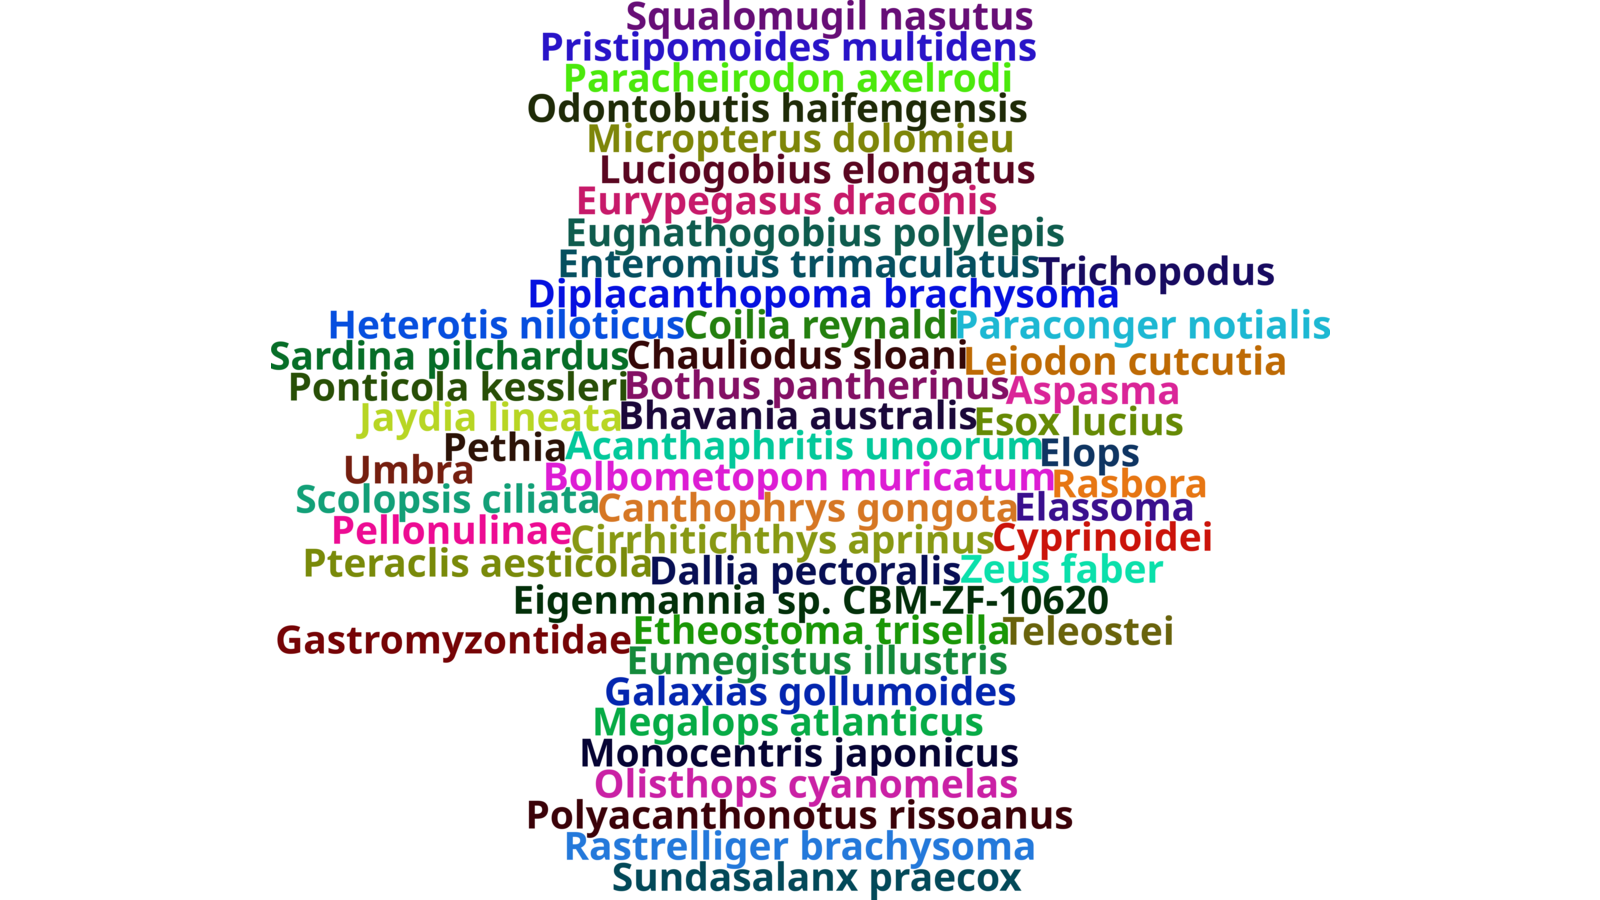 Squalomugil nasutus
Pristipomoides multidens
Paracheirodon axelrodi
Odontobutis haifengensis
Micropterus dolomieu
Luciogobius elongatus
Eurypegasus draconis
Eugnathogobius polylepis
Enteromius trimaculatus Trichopodus
Diplacanthopoma brachysoma
Heterotis niloticus Coilia reynaldi Paraconger notialis
Sardina pilchardus Chauliodus sloani Leiodon cutcutia
Ponticola kessleri Bothus pantherinus Aspasma
Jaydia lineata Bhavania australis Esox lucius
Pethia Acanthaphritis unoorum Elops
Umbra Bolbometopon muricatum Rasbora
Scolopsis ciliata Canthophrys gongota Elassoma
Pellonulinae Cirrhitichthys aprinus Cyprinoidei
Pteraclis aesticola Dallia pectoralis Zeus faber
Eigenmannia sp. CBM-ZF-10620
Gastromyzontidae Etheostoma trisella Teleostei
Eumegistus illustris
Galaxias gollumoides
Megalops atlanticus
Monocentris japonicus
Olisthops cyanomelas
Polyacanthonotus rissoanus
Rastrelliger brachysoma
Sundasalanx praecox